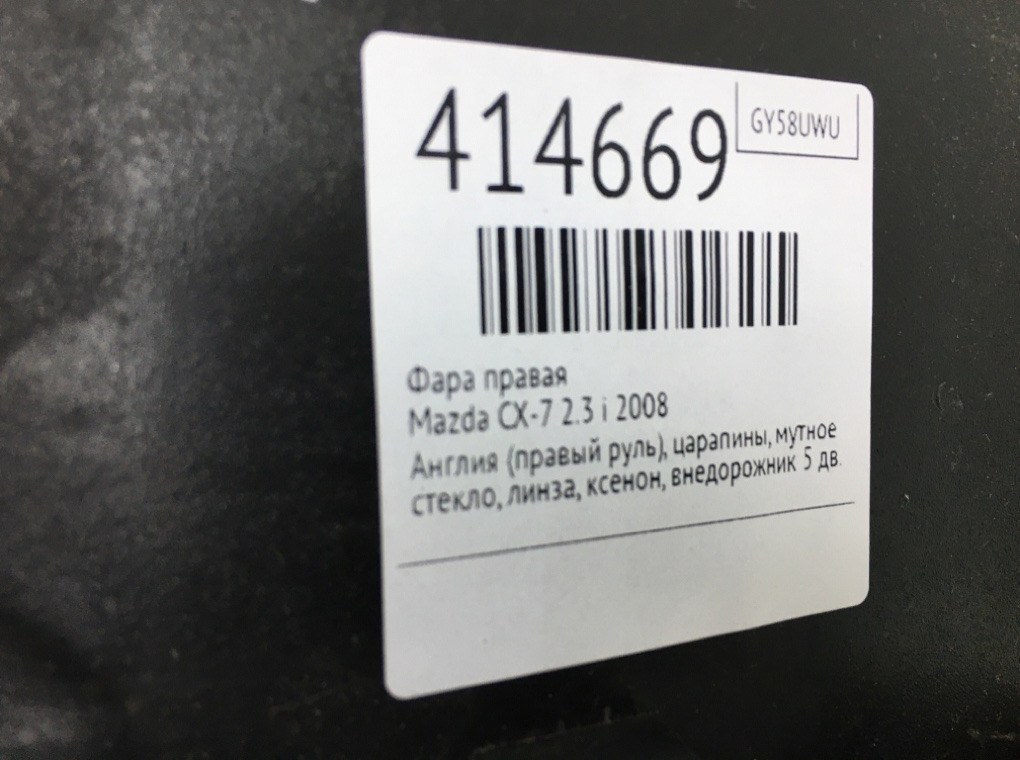 414669
GY58UWU
Фара правая
Mazda CX-7 2.3 i 2008
Англия (правый руль), царапины, мутное
стекло, линза, ксенон, внедорожник 5 дв.